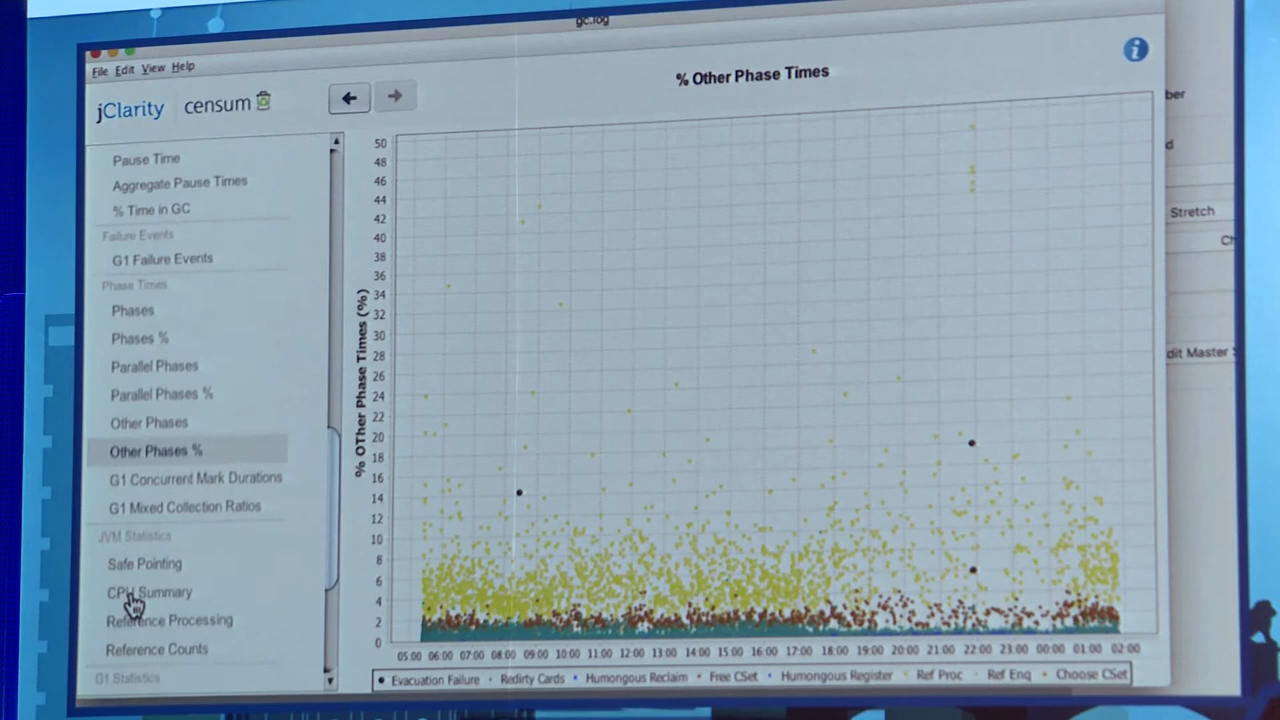 gc.log
File Edit View Help
jClarity censum
% Other Phase Times
Pause Time
Aggregate Pause Times
% Time in GC
Failure Events
G1 Failure Events
Phase Times
Phases
Phases %
Parallel Phases
Parallel Phases %
Other Phases
Other Phases %
G1 Concurrent Mark Durations
G1 Mixed Collection Ratios
JVM Statistics
Safe Pointing
CPU Summary
Reference Processing
Reference Counts
G1 Statistics
% OTher Phase Times (%)
50
48
46
44
42
40
38
36
34
32
30
28
26
24
22
20
18
16
14
12
10
8
6
4
2
0
05:00 06:00 07:00 08:00 09:00 10:00 11:00 12:00 13:00 14:00 15:00 16:00 17:00 18:00 19:00 20:00 21:00 22:00 23:00 00:00 01:00 02:00
Evacuation Failure Redirty Cards Humongous Reclaim Free CSet Humongous Register Ref Proc Ref Enq Choose CSet
Stretch
dit Master